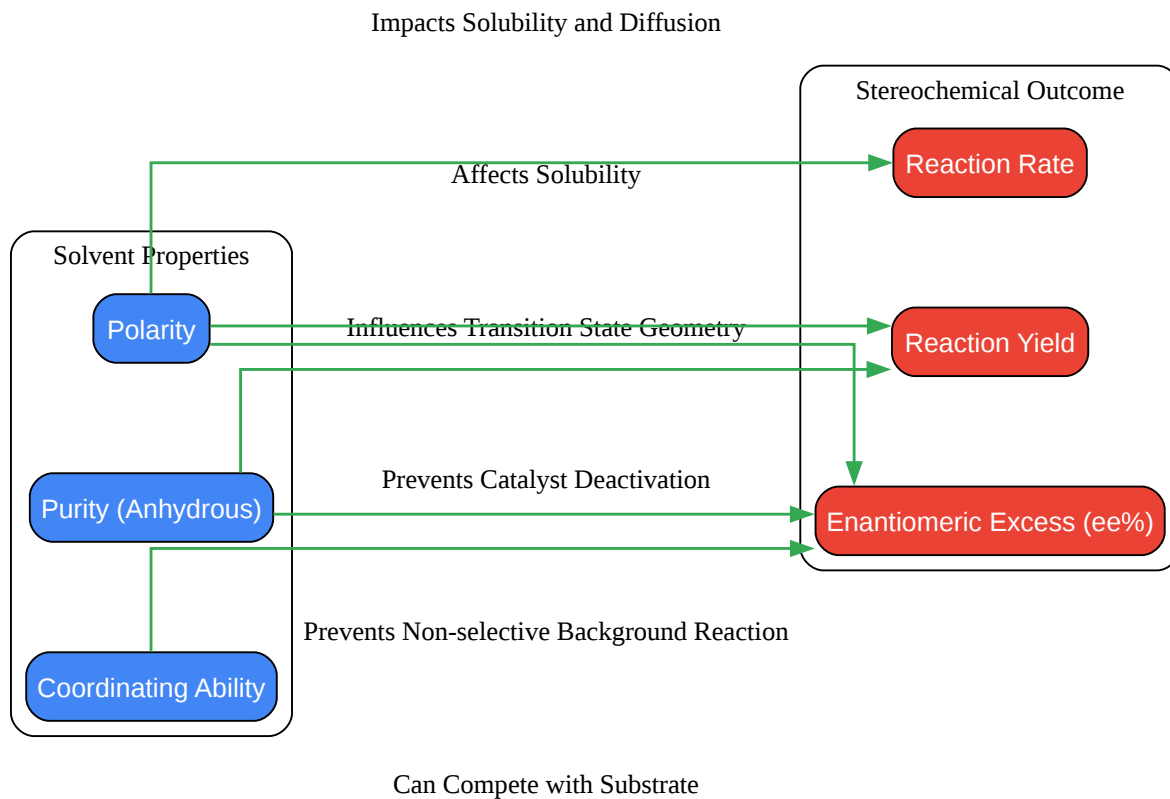 Impacts Solubility and Diffusion
Stereochemical Outcome
Reaction Rate
Affects Solubility
Solvent Properties
Polarity
Influences Transition State Geometry
Reaction Yield
Prevents Catalyst Deactivation
Purity (Anhydrous)
Enantiomeric Excess (ee%)
Prevents Non-selective Background Reaction
Coordinating Ability
Can Compete with Substrate